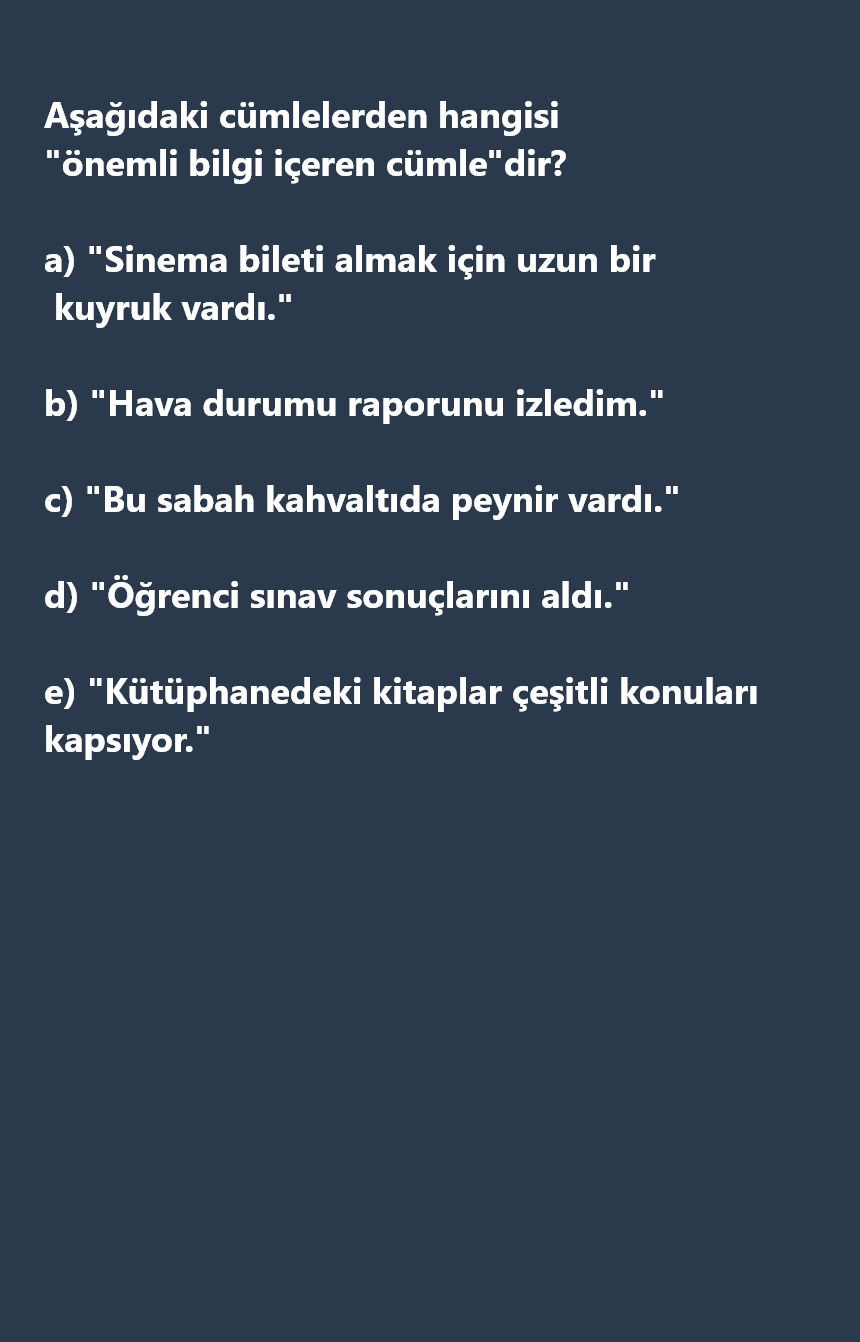 Aşağıdaki cümlelerden hangisi
"önemli bilgi içeren cümle"dir?
a) "Sinema bileti almak için uzun bir
kuyruk vardı."
b) "Hava durumu raporunu izledim."
c) "Bu sabah kahvaltıda peynir vardı."
d) "Öğrenci sınav sonuçlarını aldı."
e) "Kütüphanedeki kitaplar çeşitli konuları
kapsıyor."